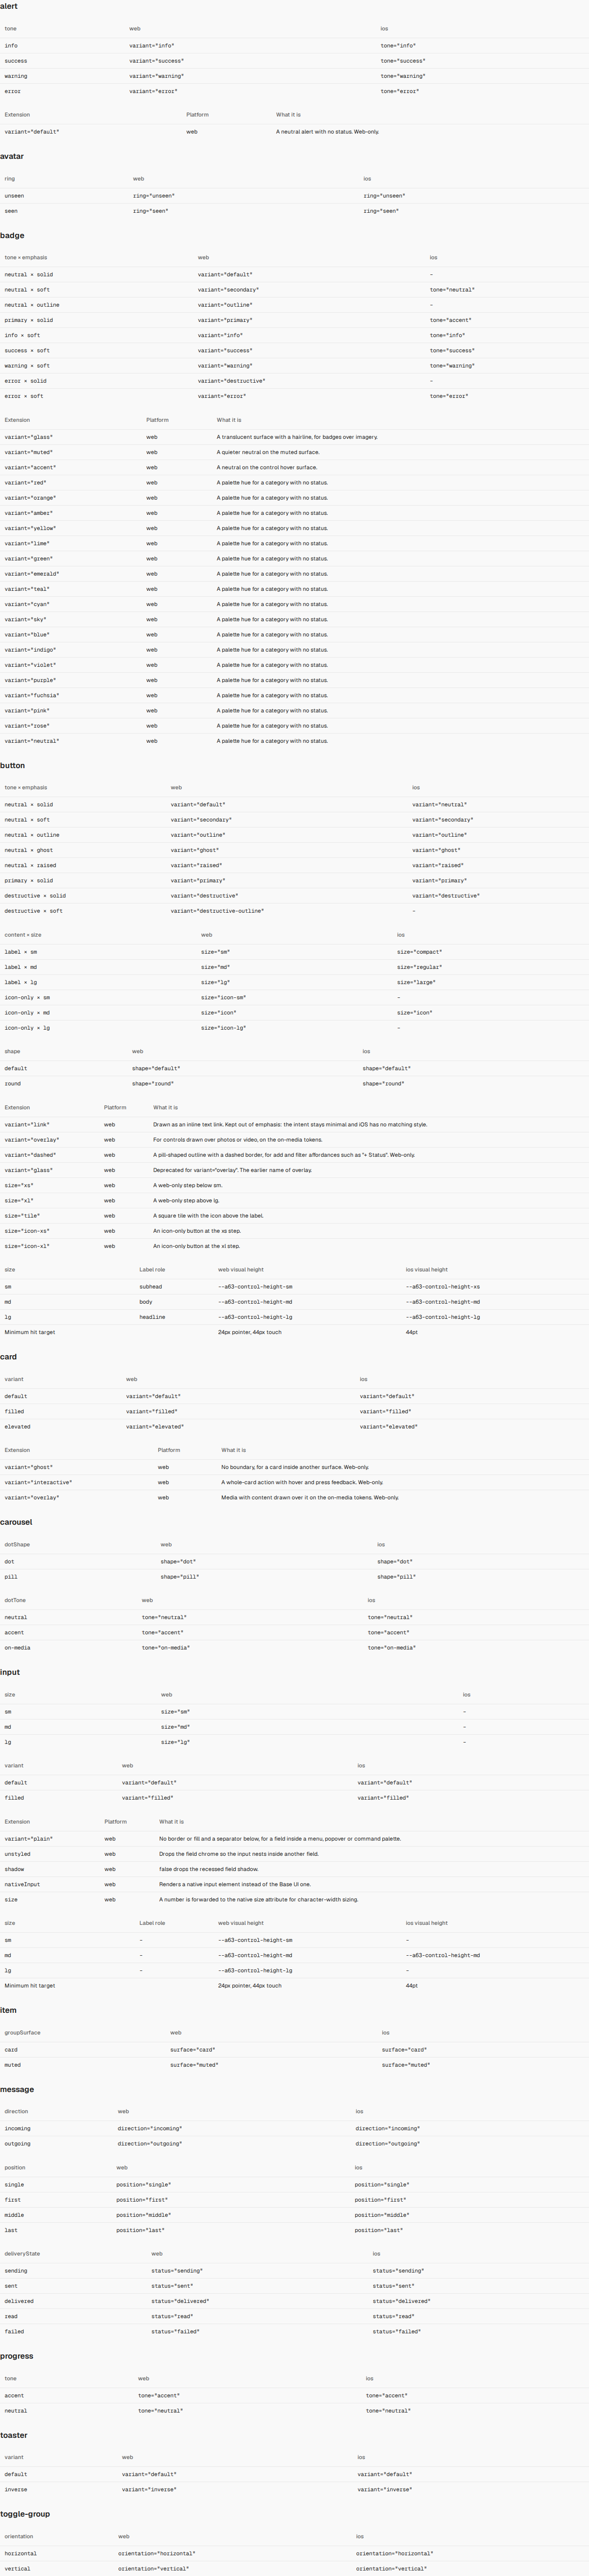 alert
tone web ios
info variant="info" tone="info"
success variant="success" tone="success"
warning variant="warning" tone="warning"
error variant="error" tone="error"
Extension Platform What it is
variant="default" web A neutral alert with no status. Web-only.
avatar
ring web ios
unseen ring="unseen" ring="unseen"
seen ring="seen" ring="seen"
badge
tone × emphasis web ios
neutral × solid variant="default" –
neutral × soft variant="secondary" tone="neutral"
neutral × outline variant="outline" –
primary × solid variant="primary" tone="accent"
info × soft variant="info" tone="info"
success × soft variant="success" tone="success"
warning × soft variant="warning" tone="warning"
error × solid variant="destructive" –
error × soft variant="error" tone="error"
Extension Platform What it is
variant="glass" web A translucent surface with a hairline, for badges over imagery.
variant="muted" web A quieter neutral on the muted surface.
variant="accent" web A neutral on the control hover surface.
variant="red" web A palette hue for a category with no status.
variant="orange" web A palette hue for a category with no status.
variant="amber" web A palette hue for a category with no status.
variant="yellow" web A palette hue for a category with no status.
variant="lime" web A palette hue for a category with no status.
variant="green" web A palette hue for a category with no status.
variant="emerald" web A palette hue for a category with no status.
variant="teal" web A palette hue for a category with no status.
variant="cyan" web A palette hue for a category with no status.
variant="sky" web A palette hue for a category with no status.
variant="blue" web A palette hue for a category with no status.
variant="indigo" web A palette hue for a category with no status.
variant="violet" web A palette hue for a category with no status.
variant="purple" web A palette hue for a category with no status.
variant="fuchsia" web A palette hue for a category with no status.
variant="pink" web A palette hue for a category with no status.
variant="rose" web A palette hue for a category with no status.
variant="neutral" web A palette hue for a category with no status.
button
tone × emphasis web ios
neutral × solid variant="default" variant="neutral"
neutral × soft variant="secondary" variant="secondary"
neutral × outline variant="outline" variant="outline"
neutral × ghost variant="ghost" variant="ghost"
neutral × raised variant="raised" variant="raised"
primary × solid variant="primary" variant="primary"
destructive × solid variant="destructive" variant="destructive"
destructive × soft variant="destructive-outline" –
content × size web ios
label × sm size="sm" size="compact"
label × md size="md" size="regular"
label × lg size="lg" size="large"
icon-only × sm size="icon-sm" –
icon-only × md size="icon" size="icon"
icon-only × lg size="icon-lg" –
shape web ios
default shape="default" shape="default"
round shape="round" shape="round"
Extension Platform What it is
variant="link" web Drawn as an inline text link. Kept out of emphasis: the intent stays minimal and iOS has no matching style.
variant="overlay" web For controls drawn over photos or video, on the on-media tokens.
variant="dashed" web A pill-shaped outline with a dashed border, for add and filter affordances such as "+ Status". Web-only.
variant="glass" web Deprecated for variant="overlay". The earlier name of overlay.
size="xs" web A web-only step below sm.
size="xl" web A web-only step above lg.
size="tile" web A square tile with the icon above the label.
size="icon-xs" web An icon-only button at the xs step.
size="icon-xl" web An icon-only button at the xl step.
size Label role web visual height ios visual height
sm subhead --a63-control-height-sm --a63-control-height-xs
md body --a63-control-height-md --a63-control-height-md
lg headline --a63-control-height-lg --a63-control-height-lg
Minimum hit target 24px pointer, 44px touch 44pt
card
variant web ios
default variant="default" variant="default"
filled variant="filled" variant="filled"
elevated variant="elevated" variant="elevated"
Extension Platform What it is
variant="ghost" web No boundary, for a card inside another surface. Web-only.
variant="interactive" web A whole-card action with hover and press feedback. Web-only.
variant="overlay" web Media with content drawn over it on the on-media tokens. Web-only.
carousel
dotShape web ios
dot shape="dot" shape="dot"
pill shape="pill" shape="pill"
dotTone web ios
neutral tone="neutral" tone="neutral"
accent tone="accent" tone="accent"
on-media tone="on-media" tone="on-media"
input
size web ios
sm size="sm" –
md size="md" –
lg size="lg" –
variant web ios
default variant="default" variant="default"
filled variant="filled" variant="filled"
Extension Platform What it is
variant="plain" web No border or fill and a separator below, for a field inside a menu, popover or command palette.
unstyled web Drops the field chrome so the input nests inside another field.
shadow web false drops the recessed field shadow.
nativeInput web Renders a native input element instead of the Base UI one.
size web A number is forwarded to the native size attribute for character-width sizing.
size Label role web visual height ios visual height
sm – --a63-control-height-sm –
md – --a63-control-height-md --a63-control-height-md
lg – --a63-control-height-lg –
Minimum hit target 24px pointer, 44px touch 44pt
item
groupSurface web ios
card surface="card" surface="card"
muted surface="muted" surface="muted"
message
direction web ios
incoming direction="incoming" direction="incoming"
outgoing direction="outgoing" direction="outgoing"
position web ios
single position="single" position="single"
first position="first" position="first"
middle position="middle" position="middle"
last position="last" position="last"
deliveryState web ios
sending status="sending" status="sending"
sent status="sent" status="sent"
delivered status="delivered" status="delivered"
read status="read" status="read"
failed status="failed" status="failed"
progress
tone web ios
accent tone="accent" tone="accent"
neutral tone="neutral" tone="neutral"
toaster
variant web ios
default variant="default" variant="default"
inverse variant="inverse" variant="inverse"
toggle-group
orientation web ios
horizontal orientation="horizontal" orientation="horizontal"
vertical orientation="vertical" orientation="vertical"